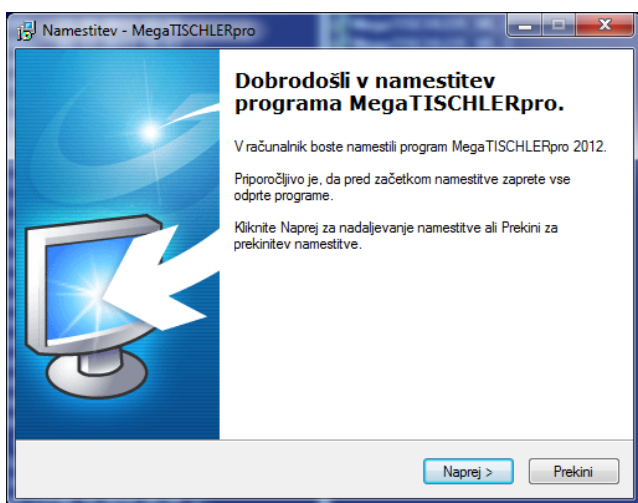 Namestitev - MegaTISCHLERpro
Dobrodošli v namestitev
programa MegaTISCHLERpro.
V računalnik boste namestili program MegaTISCHLERpro 2012.
Priporočljivo je, da pred začetkom namestitve zaprete vse
odprte programe.
Kliknite Naprej za nadaljevanje namestitve ali Prekini za
prekinitev namestitve.
Naprej >
Prekini